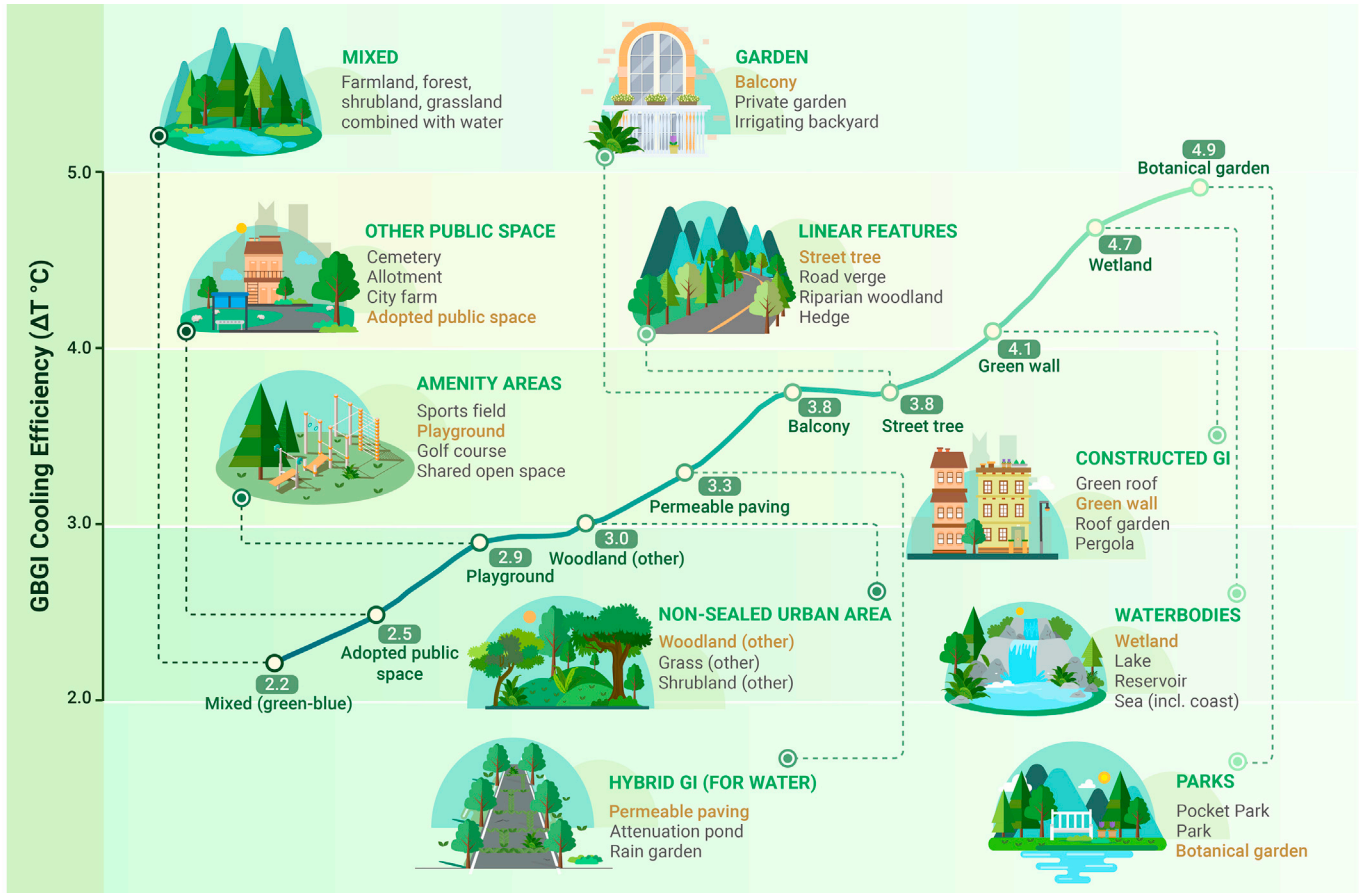 GBGI Cooling Efficiency (ΔT °C)
5.0
4.0
3.0
2.0
MIXED
Farmland, forest,
shrubland, grassland
combined with water
GARDEN
Balcony
Private garden
Irrigating backyard
OTHER PUBLIC SPACE
Cemetery
Allotment
City farm
Adopted public space
LINEAR FEATURES
Street tree
Road verge
Riparian woodland
Hedge
AMENITY AREAS
Sports field
Playground
Golf course
Shared open space
4.9
Botanical garden
4.7
Wetland
4.1
Green wall
3.8
Balcony
3.8
Street tree
3.3
Permeable paving
3.0
Woodland (other)
2.9
Playground
2.5
Adopted public
space
2.2
Mixed (green-blue)
CONSTRUCTED GI
Green roof
Green wall
Roof garden
Pergola
NON-SEALED URBAN AREA
Woodland (other)
Grass (other)
Shrubland (other)
WATERBODIES
Wetland
Lake
Reservoir
Sea (incl. coast)
HYBRID GI (FOR WATER)
Permeable paving
Attenuation pond
Rain garden
PARKS
Pocket Park
Park
Botanical garden